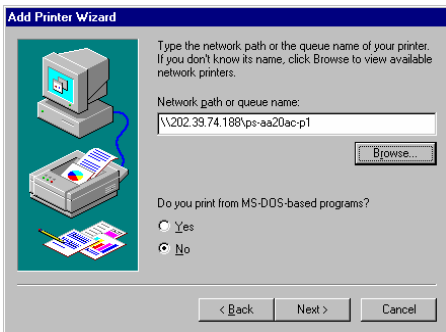 Add Printer Wizard
Type the network path or the queue name of your printer.
If you don't know its name, click Browse to view available
network printers.
Network path or queue name:
\\202.39.74.188\ps-aa20ac-p1
Browse...
Do you print from MS-DOS-based programs?
Yes
No
< Back
Next >
Cancel